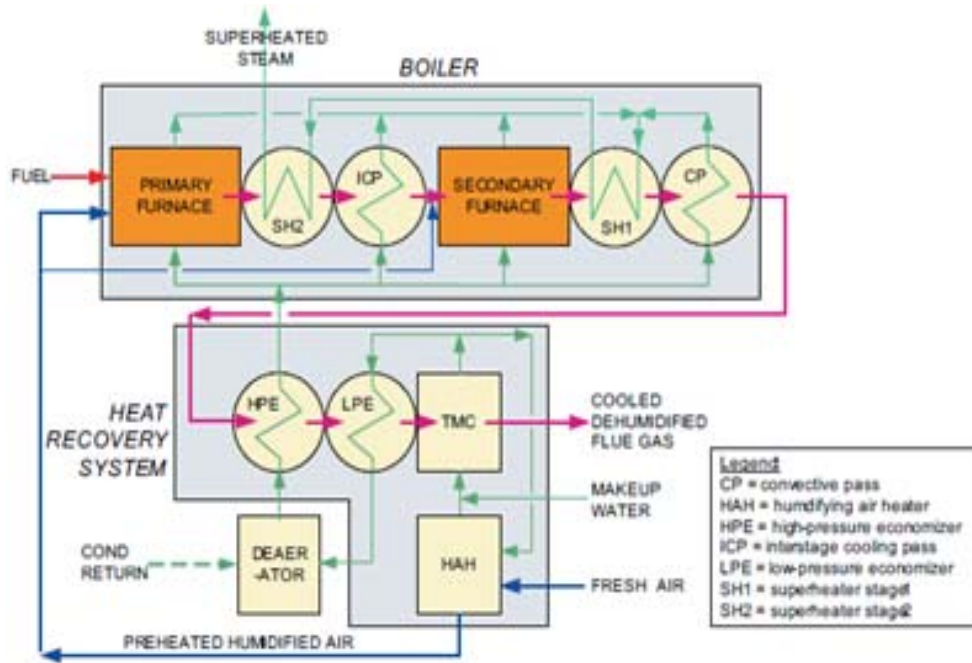 SUPERHEATED
STEAM
BOILER
FUEL
PRIMARY
FURNACE
SH2
ICP
SECONDARY
FURNACE
SH1
CP
HEAT
RECOVERY
SYSTEM
HPE
LPE
TMC
COOLED
DEHUMIDIFIED
FLUE GAS
MAKEUP
WATER
COND
RETURN
DEAER
-ATOR
HAH
FRESH AIR
PREHEATED HUMIDIFIED AIR
Legend:
CP = convective pass
HAH = humidifying air heater
HPE = high-pressure economizer
ICP = interstage cooling pass
LPE = low-pressure economizer
SH1 = superheater stage1
SH2 = superheater stage2